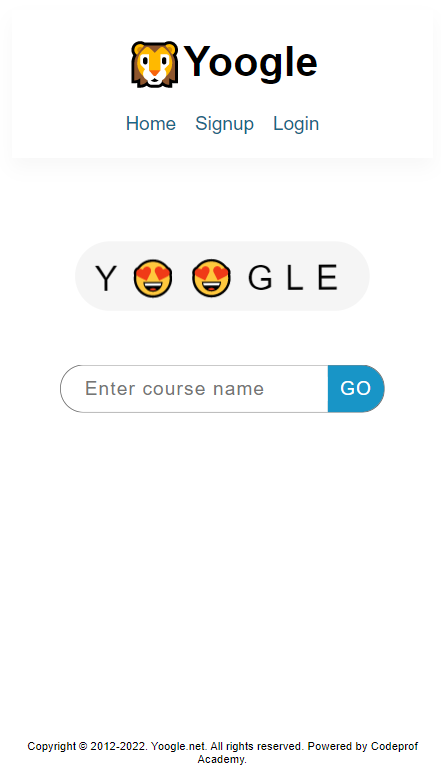 🦁Yoogle
Home Signup Login
Y 😍 😍 G L E
Enter course name GO
Copyright © 2012-2022. Yoogle.net. All rights reserved. Powered by Codeprof
Academy.